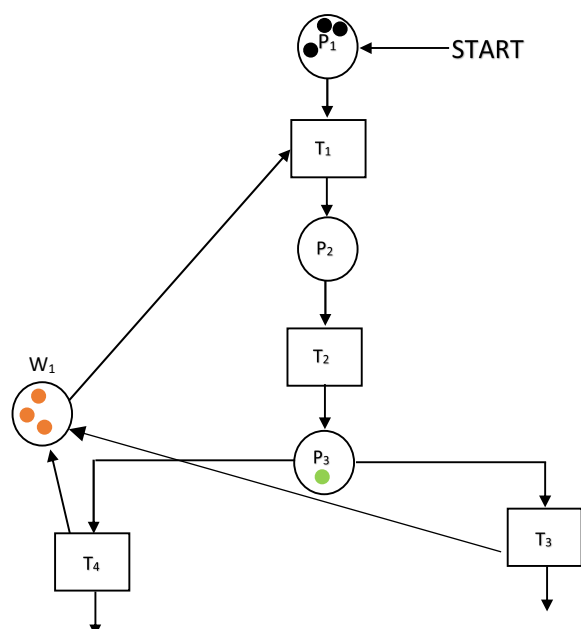 P₁
START
T₁
P₂
T₂
W₁
P₃
T₃
T₄